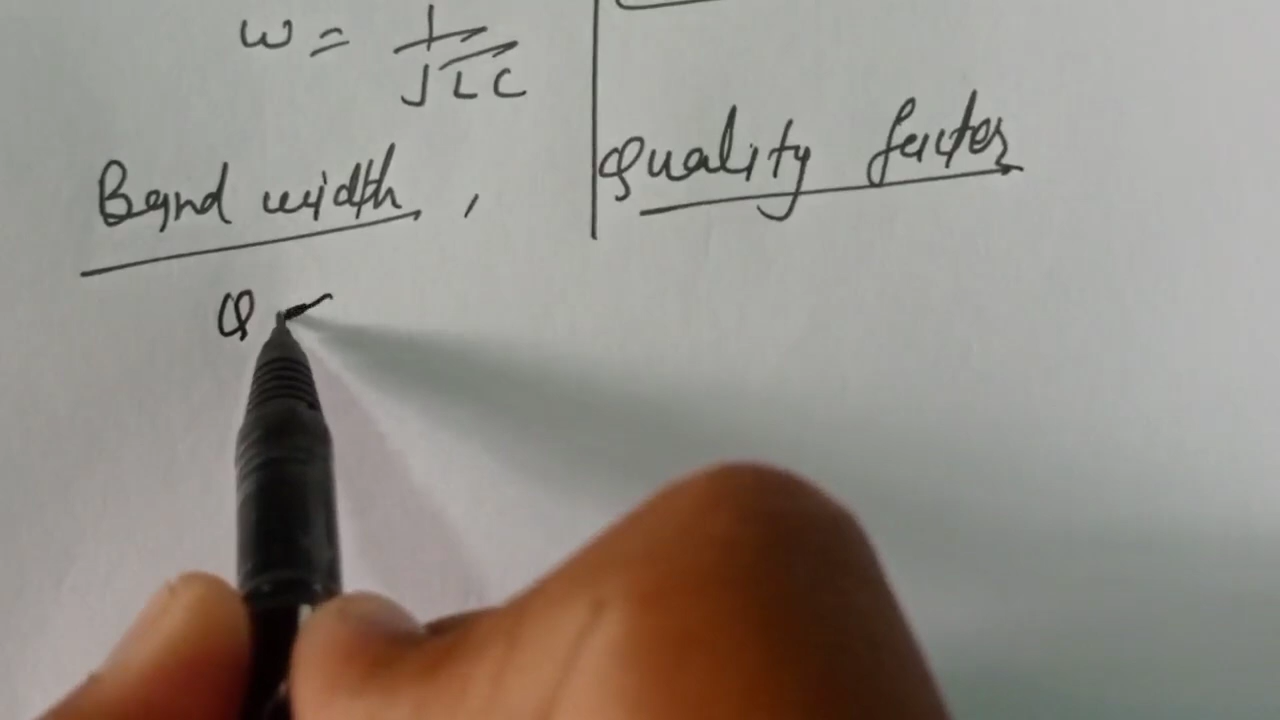 ω = 1/√LC
Band width, Quality factor
Q